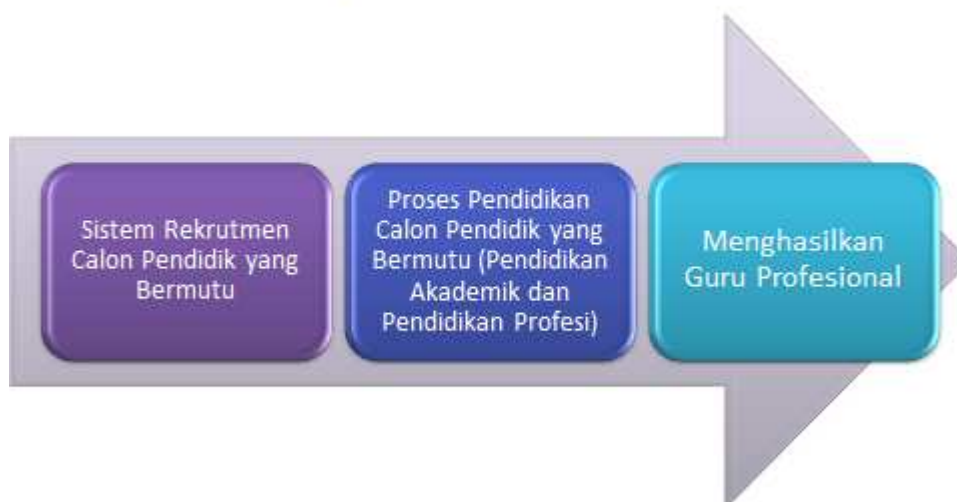 Sistem Rekrutmen
Calon Pendidik yang
Bermutu
Proses Pendidikan
Calon Pendidik yang
Bermutu (Pendidikan
Akademik dan
Pendidikan Profesi)
Menghasilkan
Guru Profesional